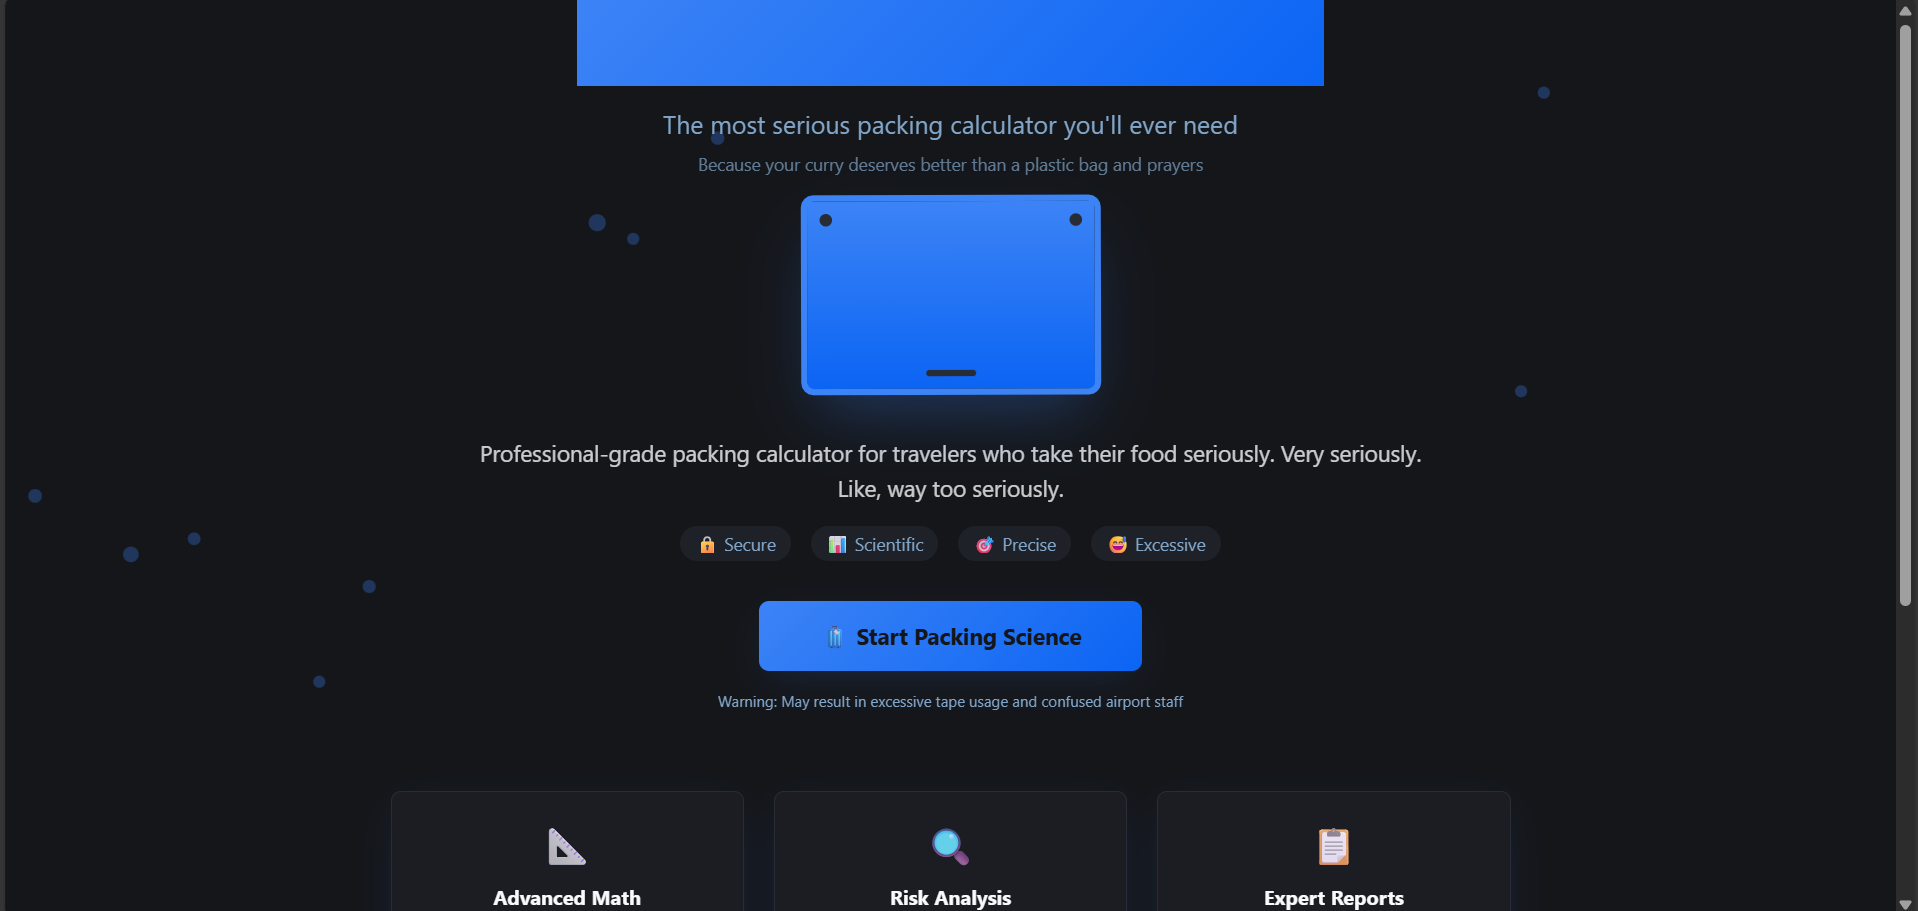 The most serious packing calculator you'll ever need
Because your curry deserves better than a plastic bag and prayers
Professional-grade packing calculator for travelers who take their food seriously. Very seriously.
Like, way too seriously.
Secure
Scientific
Precise
Excessive
Start Packing Science
Warning: May result in excessive tape usage and confused airport staff
Advanced Math
Risk Analysis
Expert Reports